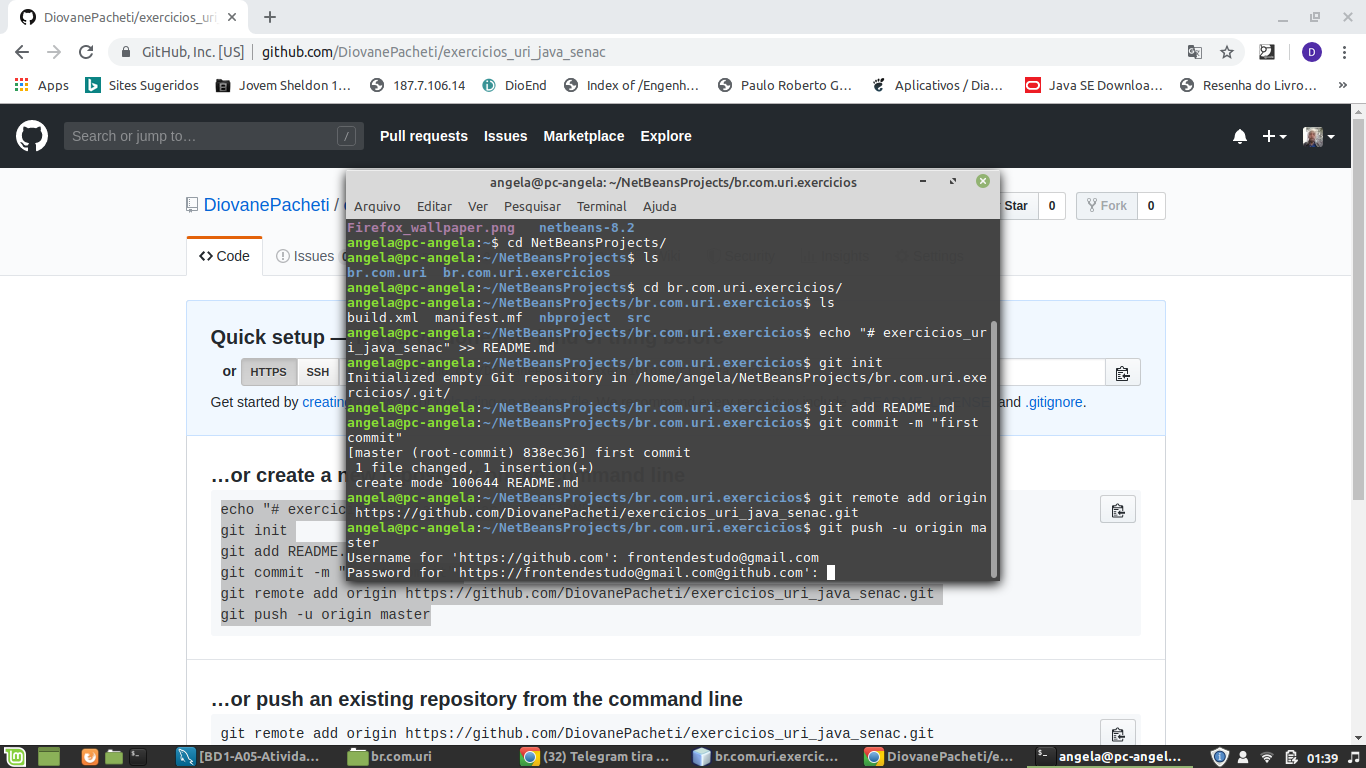 DiovanePacheti/exercicios_uri
GitHub, Inc. [US] | github.com/DiovanePacheti/exercicios_uri_java_senac
D
Apps Sites Sugeridos Jovem Sheldon 1… 187.7.106.14 DioEnd Index of /Engenh… Paulo Roberto G… Aplicativos / Dia… Java SE Downloa… Resenha do Livro… »
Search or jump to… / Pull requests Issues Marketplace Explore
DiovanePacheti / Star 0 Fork 0
Code Issues
Quick setup —
or HTTPS SSH
Get started by creating and .gitignore.
…or create a n command line
echo "# exercic
git init
git add README.
git commit -m "
git remote add origin https://github.com/DiovanePacheti/exercicios_uri_java_senac.git
git push -u origin master
…or push an existing repository from the command line
git remote add origin https://github.com/DiovanePacheti/exercicios_uri_java_senac.git
angela@pc-angela: ~/NetBeansProjects/br.com.uri.exercicios
Arquivo Editar Ver Pesquisar Terminal Ajuda
Firefox_wallpaper.png netbeans-8.2
angela@pc-angela:~$ cd NetBeansProjects/
angela@pc-angela:~/NetBeansProjects$ ls
br.com.uri br.com.uri.exercicios
angela@pc-angela:~/NetBeansProjects$ cd br.com.uri.exercicios/
angela@pc-angela:~/NetBeansProjects/br.com.uri.exercicios$ ls
build.xml manifest.mf nbproject src
angela@pc-angela:~/NetBeansProjects/br.com.uri.exercicios$ echo "# exercicios_ur
i_java_senac" >> README.md
angela@pc-angela:~/NetBeansProjects/br.com.uri.exercicios$ git init
Initialized empty Git repository in /home/angela/NetBeansProjects/br.com.uri.exe
rcicios/.git/
angela@pc-angela:~/NetBeansProjects/br.com.uri.exercicios$ git add README.md
angela@pc-angela:~/NetBeansProjects/br.com.uri.exercicios$ git commit -m "first
commit"
[master (root-commit) 838ec36] first commit
1 file changed, 1 insertion(+)
create mode 100644 README.md
angela@pc-angela:~/NetBeansProjects/br.com.uri.exercicios$ git remote add origin
https://github.com/DiovanePacheti/exercicios_uri_java_senac.git
angela@pc-angela:~/NetBeansProjects/br.com.uri.exercicios$ git push -u origin ma
ster
Username for 'https://github.com': frontendestudo@gmail.com
Password for 'https://frontendestudo@gmail.com@github.com':
[BD1-A05-Ativida… br.com.uri (32) Telegram tira … br.com.uri.exercic… DiovanePacheti/e… angela@pc-angel… 01:39